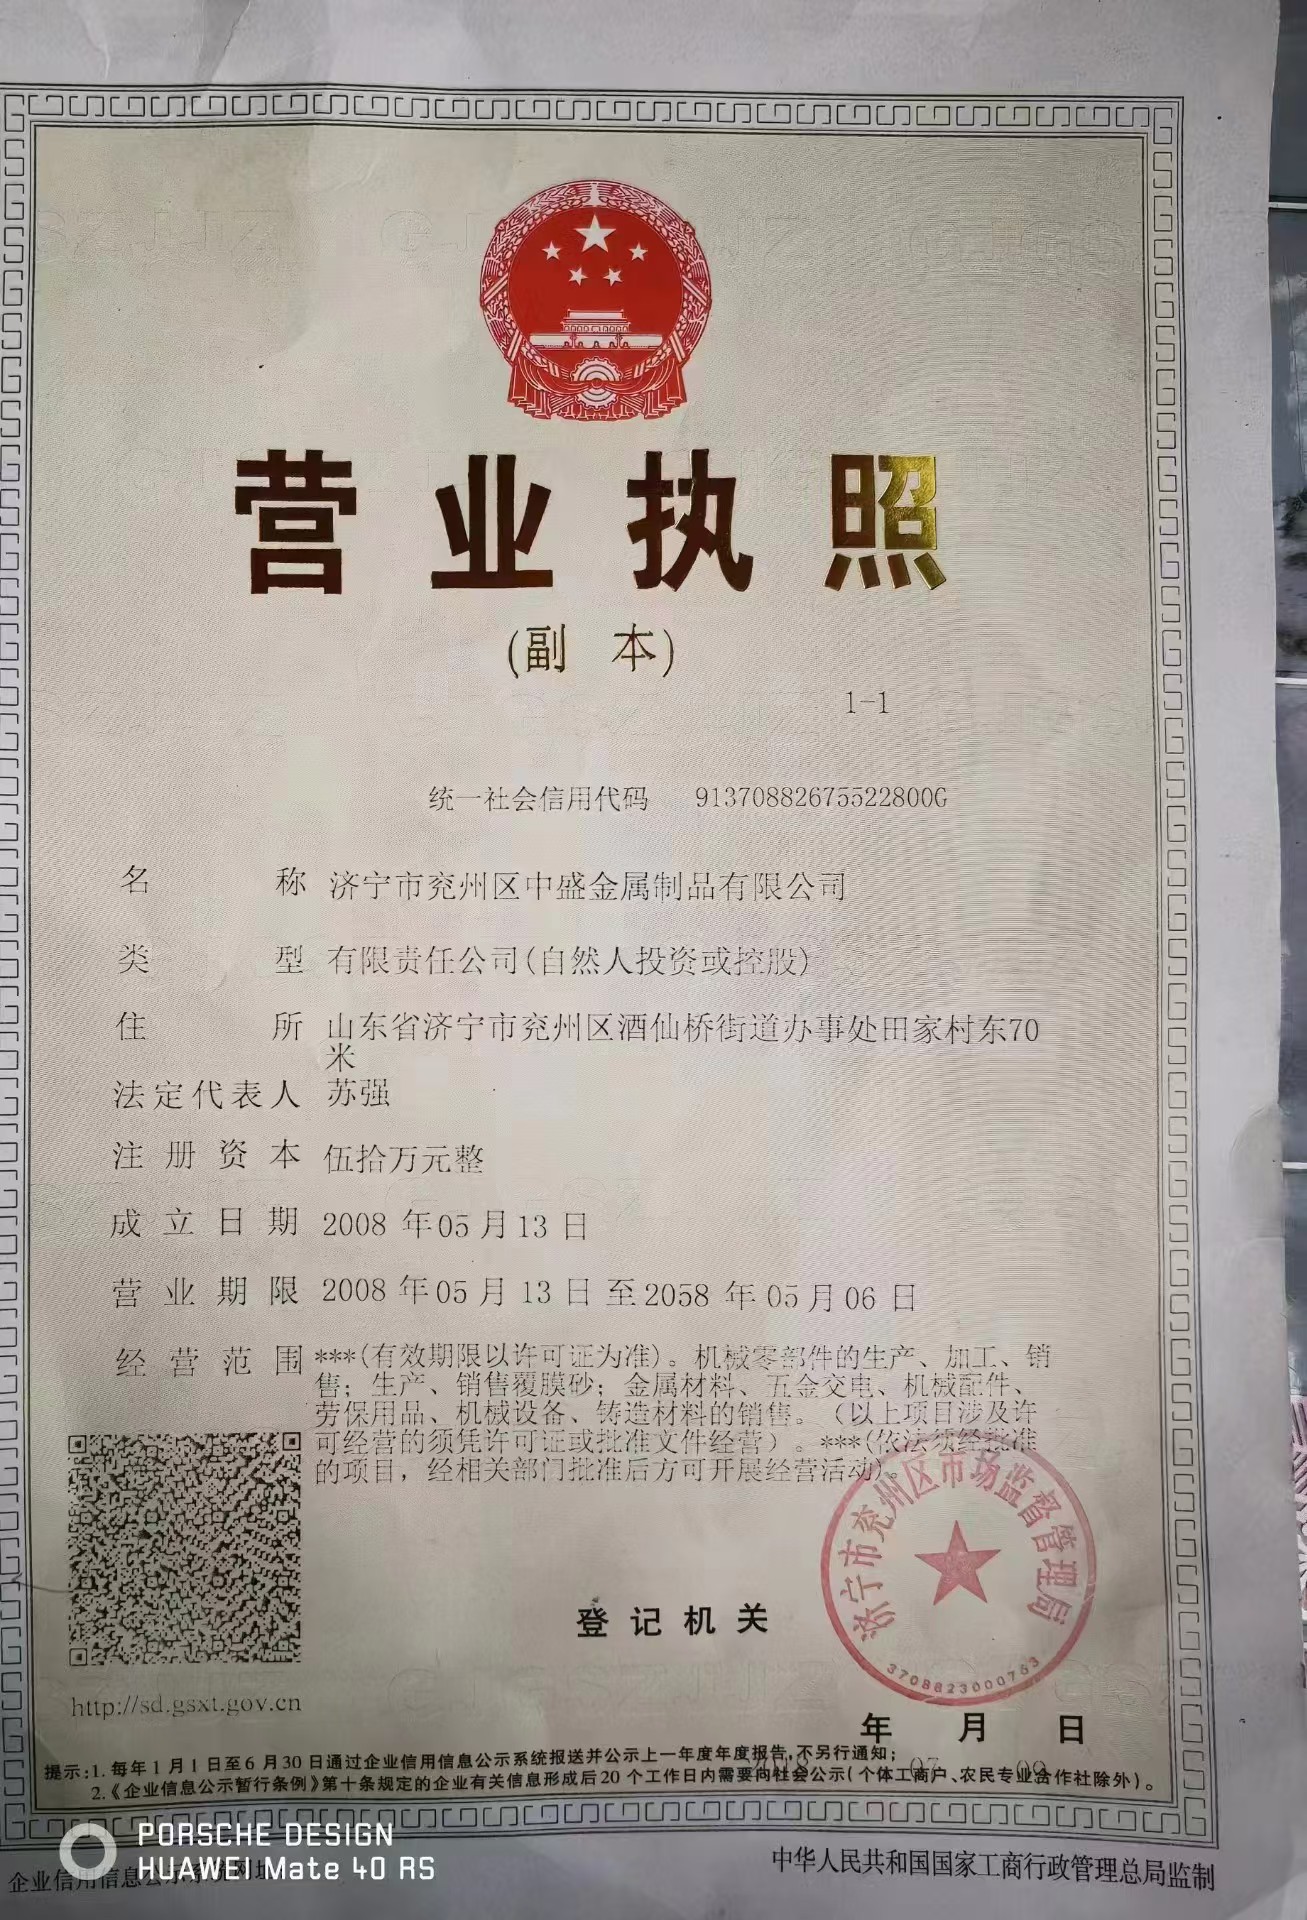 营业执照
(副 本)
1-1
统一社会信用代码 91370882675522800G
名 称 济宁市兖州区中盛金属制品有限公司
类 型 有限责任公司(自然人投资或控股)
住 所 山东省济宁市兖州区酒仙桥街道办事处田家村东70
米
法定代表人 苏强
注册资本 伍拾万元整
成立日期 2008 年05 月13 日
营业期限 2008 年05 月 13 日 至2058 年 05 月 06 日
经营范围 ***(有效期限以许可证为准)。机械零部件的生产、加工、销
售；生产、销售覆膜砂；金属材料、五金交电、机械配件、
劳保用品、机械设备、铸造材料的销售。（以上项目涉及许
可经营的须凭许可证或批准文件经营）。***(依法须经批准
的项目，经相关部门批准后方可开展经营活动)。
济宁市兖州区市场监督管理局
登记机关
3708823000763
http://sd.gsxt.gov.cn
年 月 日
2018 07 09
提示:1. 每年1月1日至6月30日通过企业信用信息公示系统报送并公示上一年度年度报告,不另行通知;
2.《企业信息公示暂行条例》第十条规定的企业有关信息形成后20个工作日内需要向社会公示(个体工商户、农民专业合作社除外)。
PORSCHE DESIGN
HUAWEI Mate 40 RS
企业信用信息公示系统网址:
中华人民共和国国家工商行政管理总局监制